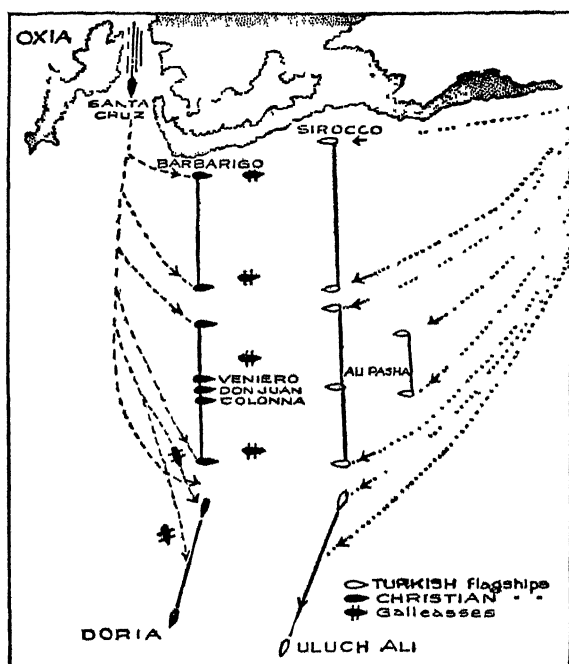 OXIA
SANTA
CRUZ
SIROCCO
BARBARIGO
VENIERO
DON JUAN
COLONNA
ALI PASHA
TURKISH Flagships
CHRISTIAN " "
Galleasses
DORIA
ULUCH ALI